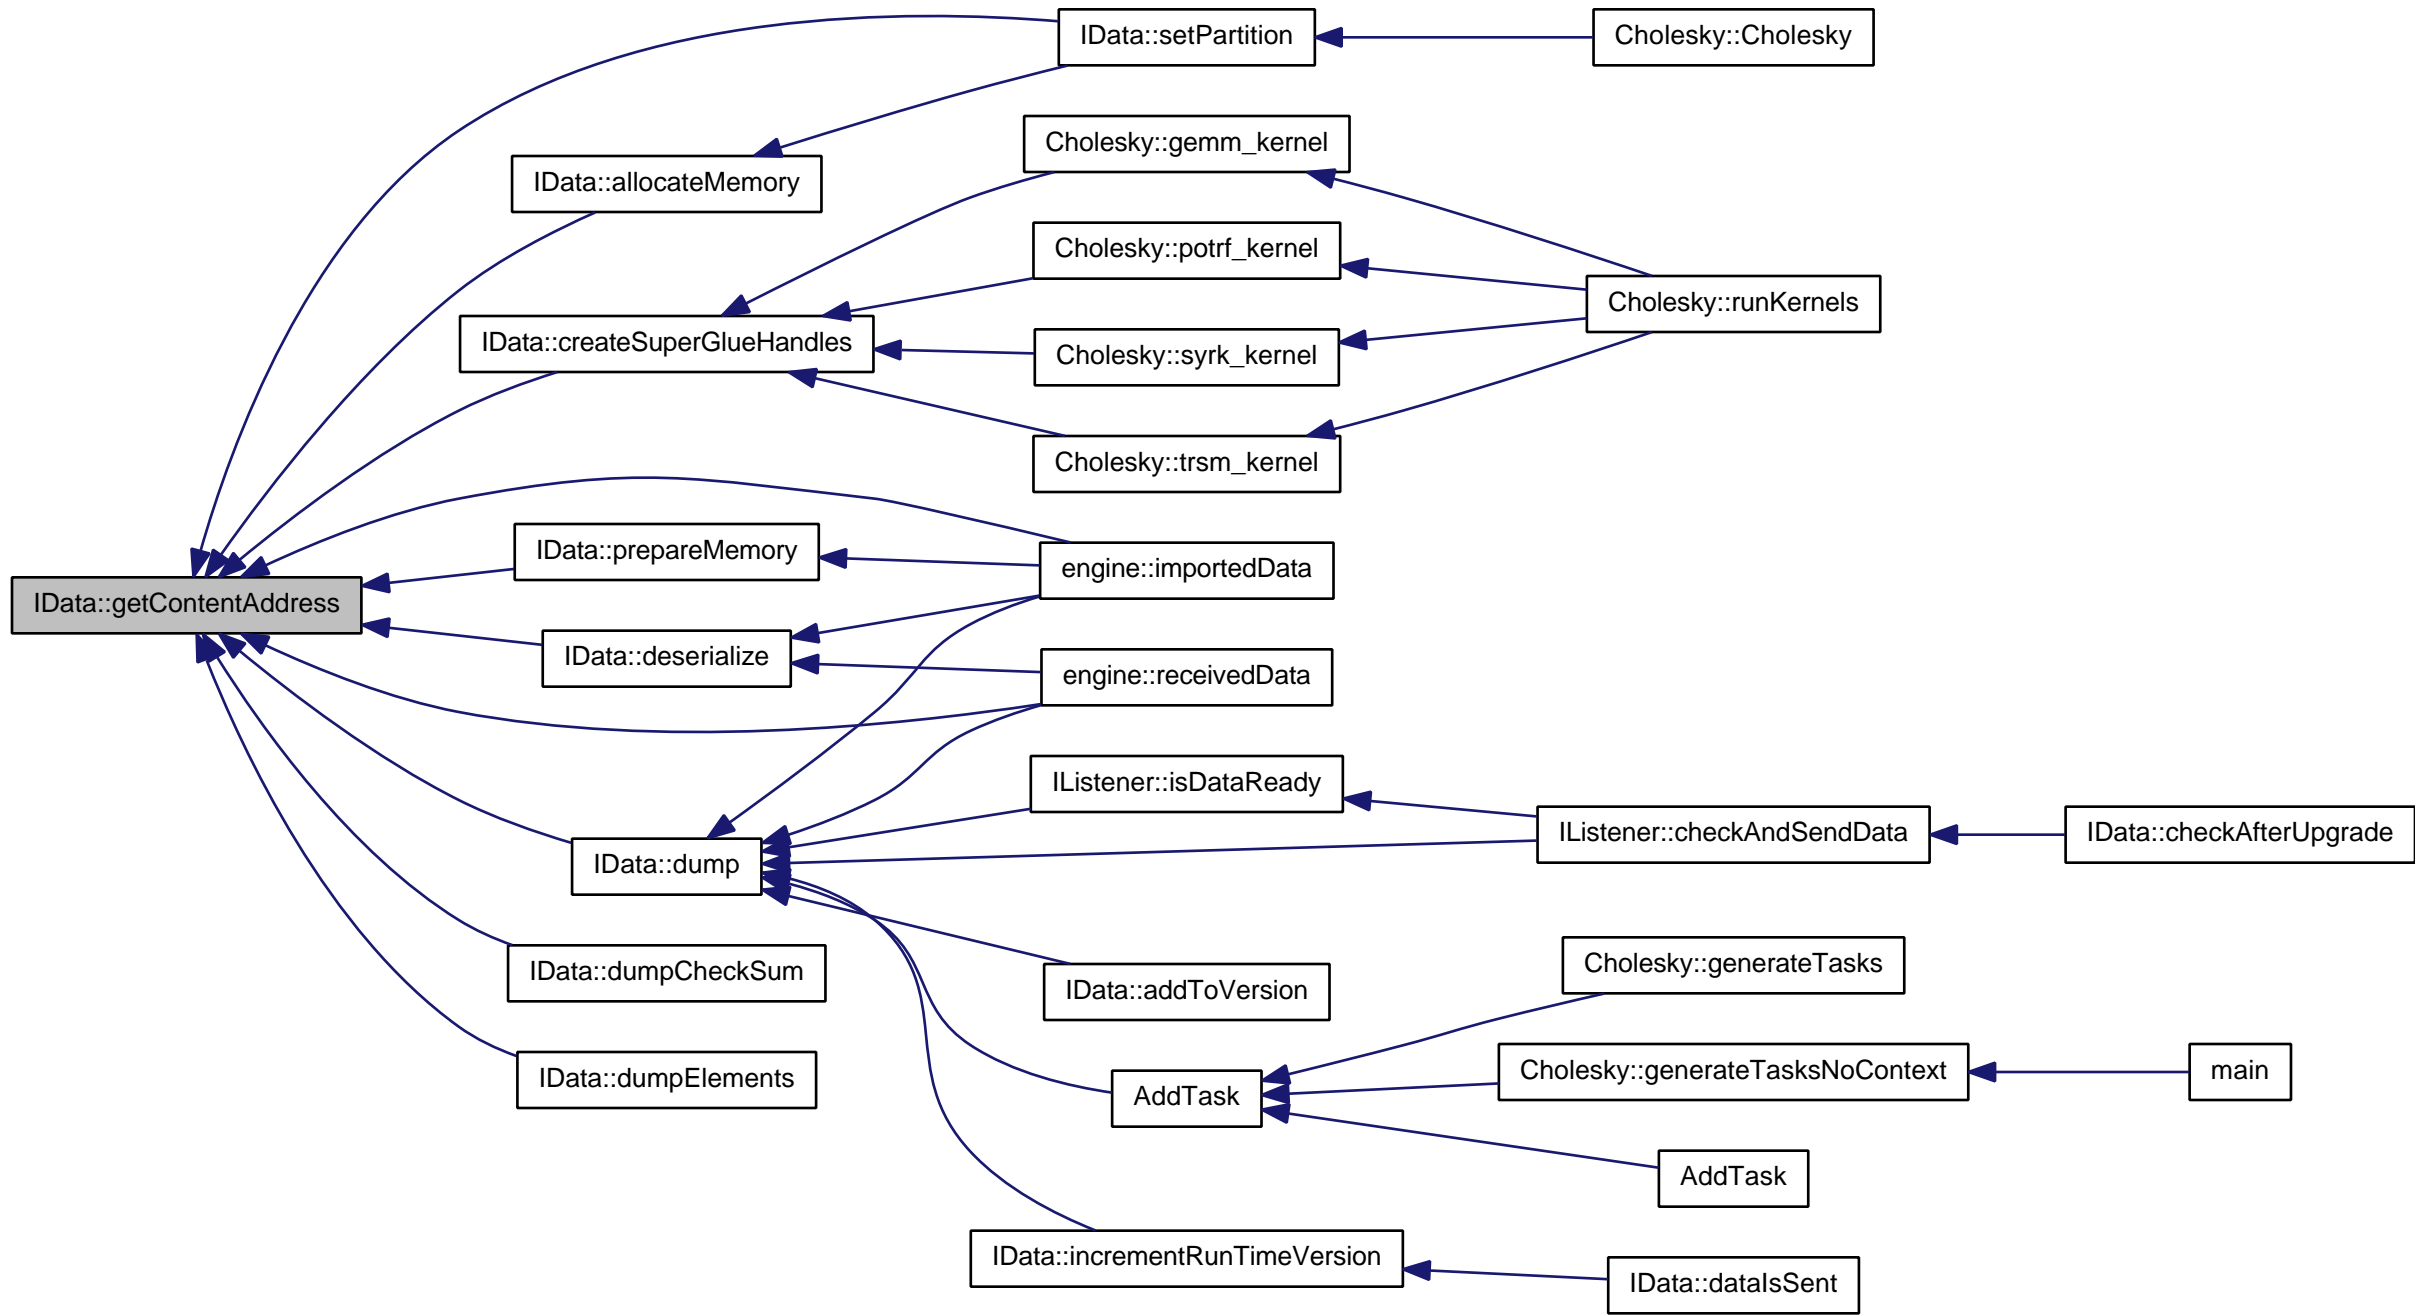 IData::setPartition
Cholesky::Cholesky
Cholesky::gemm_kernel
IData::allocateMemory
Cholesky::potrf_kernel
Cholesky::runKernels
IData::createSuperGlueHandles
Cholesky::syrk_kernel
Cholesky::trsm_kernel
IData::prepareMemory
engine::importedData
IData::getContentAddress
IData::deserialize
engine::receivedData
IListener::isDataReady
IListener::checkAndSendData
IData::checkAfterUpgrade
IData::dump
IData::dumpCheckSum
Cholesky::generateTasks
IData::addToVersion
IData::dumpElements
Cholesky::generateTasksNoContext
main
AddTask
AddTask
IData::incrementRunTimeVersion
IData::dataIsSent